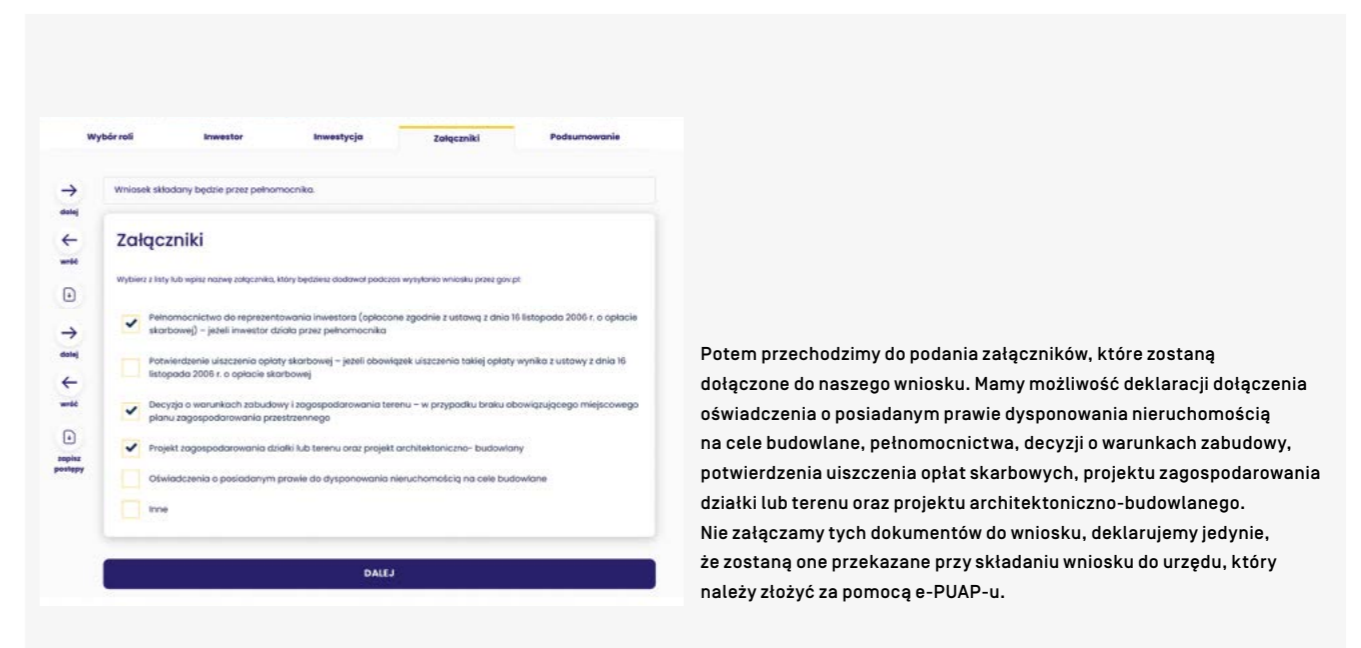 Wybór roli Inwestor Inwestycja Załączniki Podsumowanie
dalej
wróć
dalej
wróć
zapisz
postępy
Wniosek składany będzie przez pełnomocnika.
Załączniki
Wybierz z listy lub wpisz nazwę załącznika, który będziesz dodawał podczas wysyłania wniosku przez gov.pl
Pełnomocnictwo do reprezentowania inwestora (opłacone zgodnie z ustawą z dnia 16 listopada 2006 r. o opłacie
skarbowej) – jeżeli inwestor działa przez pełnomocnika
Potwierdzenie uiszczenia opłaty skarbowej – jeżeli obowiązek uiszczenia takiej opłaty wynika z ustawy z dnia 16
listopada 2006 r. o opłacie skarbowej
Decyzja o warunkach zabudowy i zagospodarowania terenu – w przypadku braku obowiązującego miejscowego
planu zagospodarowania przestrzennego
Projekt zagospodarowania działki lub terenu oraz projekt architektoniczno- budowlany
Oświadczenia o posiadanym prawie do dysponowania nieruchomością na cele budowlane
Inne
DALEJ
Potem przechodzimy do podania załączników, które zostaną
dołączone do naszego wniosku. Mamy możliwość deklaracji dołączenia
oświadczenia o posiadanym prawie dysponowania nieruchomością
na cele budowlane, pełnomocnictwa, decyzji o warunkach zabudowy,
potwierdzenia uiszczenia opłat skarbowych, projektu zagospodarowania
działki lub terenu oraz projektu architektoniczno-budowlanego.
Nie załączamy tych dokumentów do wniosku, deklarujemy jedynie,
że zostaną one przekazane przy składaniu wniosku do urzędu, który
należy złożyć za pomocą e-PUAP-u.